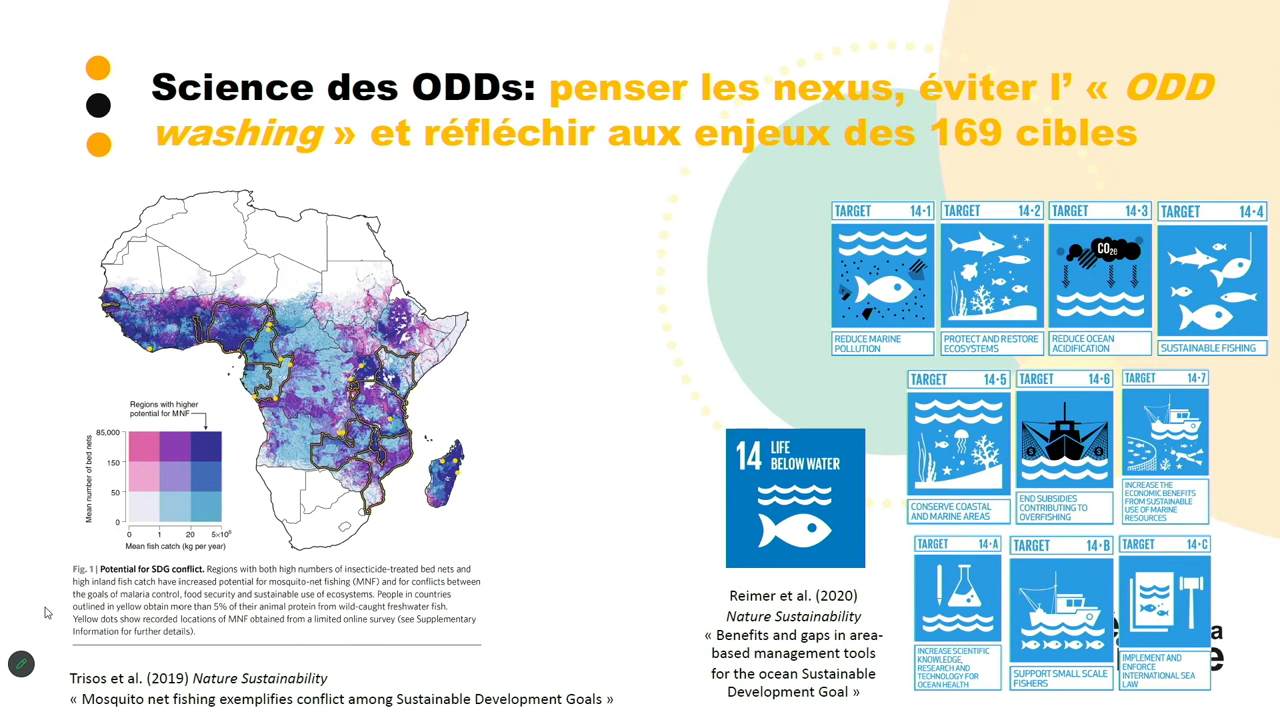 Science des ODDs: penser les nexus, éviter l’ « ODD
washing » et réfléchir aux enjeux des 169 cibles
Regions with higher
potential for MNF
85,000
150
50
0
Mean number of bed nets
0 1 20 5×10⁶
Mean fish catch (kg per year)
Fig. 1 | Potential for SDG conflict. Regions with both high numbers of insecticide-treated bed nets and
high inland fish catch have increased potential for mosquito-net fishing (MNF) and for conflicts between
the goals of malaria control, food security and sustainable use of ecosystems. People in countries
outlined in yellow obtain more than 5% of their animal protein from wild-caught freshwater fish.
Yellow dots show recorded locations of MNF obtained from a limited online survey (see Supplementary
Information for further details).
Trisos et al. (2019) Nature Sustainability
« Mosquito net fishing exemplifies conflict among Sustainable Development Goals »
14 LIFE
BELOW WATER
Reimer et al. (2020)
Nature Sustainability
« Benefits and gaps in area-
based management tools
for the ocean Sustainable
Development Goal »
TARGET 14·1
REDUCE MARINE
POLLUTION
TARGET 14·2
PROTECT AND RESTORE
ECOSYSTEMS
TARGET 14·3
CO2e
REDUCE OCEAN
ACIDIFICATION
TARGET 14·4
SUSTAINABLE FISHING
TARGET 14·5
CONSERVE COASTAL
AND MARINE AREAS
TARGET 14·6
$ $
END SUBSIDIES
CONTRIBUTING TO
OVERFISHING
TARGET 14·7
INCREASE THE
ECONOMIC BENEFITS
FROM SUSTAINABLE
USE OF MARINE
RESOURCES
TARGET 14·A
INCREASE SCIENTIFIC
KNOWLEDGE,
RESEARCH AND
TECHNOLOGY FOR
OCEAN HEALTH
TARGET 14·B
SUPPORT SMALL SCALE
FISHERS
TARGET 14·C
IMPLEMENT AND
ENFORCE
INTERNATIONAL SEA
LAW